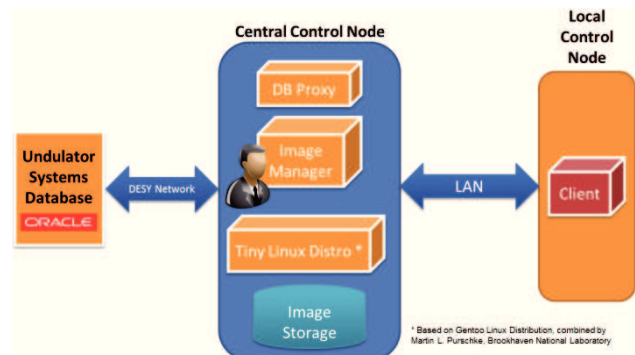 Central Control Node
Local
Control
Node
DB Proxy
Image
Manager
Undulator
Systems
Database
ORACLE
DESY Network
LAN
Client
Tiny Linux Distro *
Image
Storage
* Based on Gentoo Linux Distribution, combined by
Martin L. Purschke, Brookhaven National Laboratory